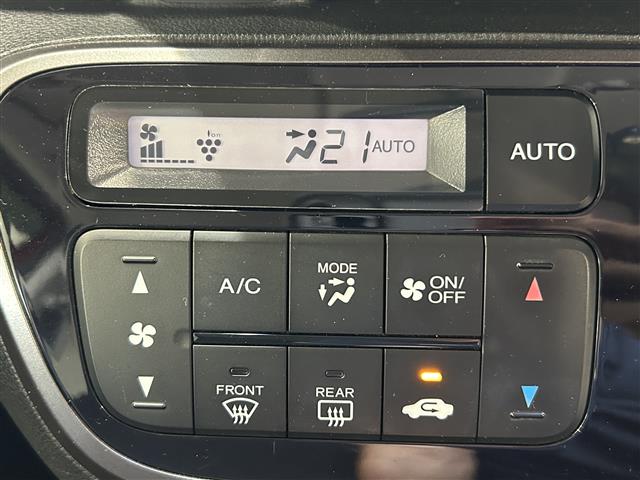 ion
21 AUTO
AUTO
A/C
MODE
ON/
OFF
FRONT
REAR